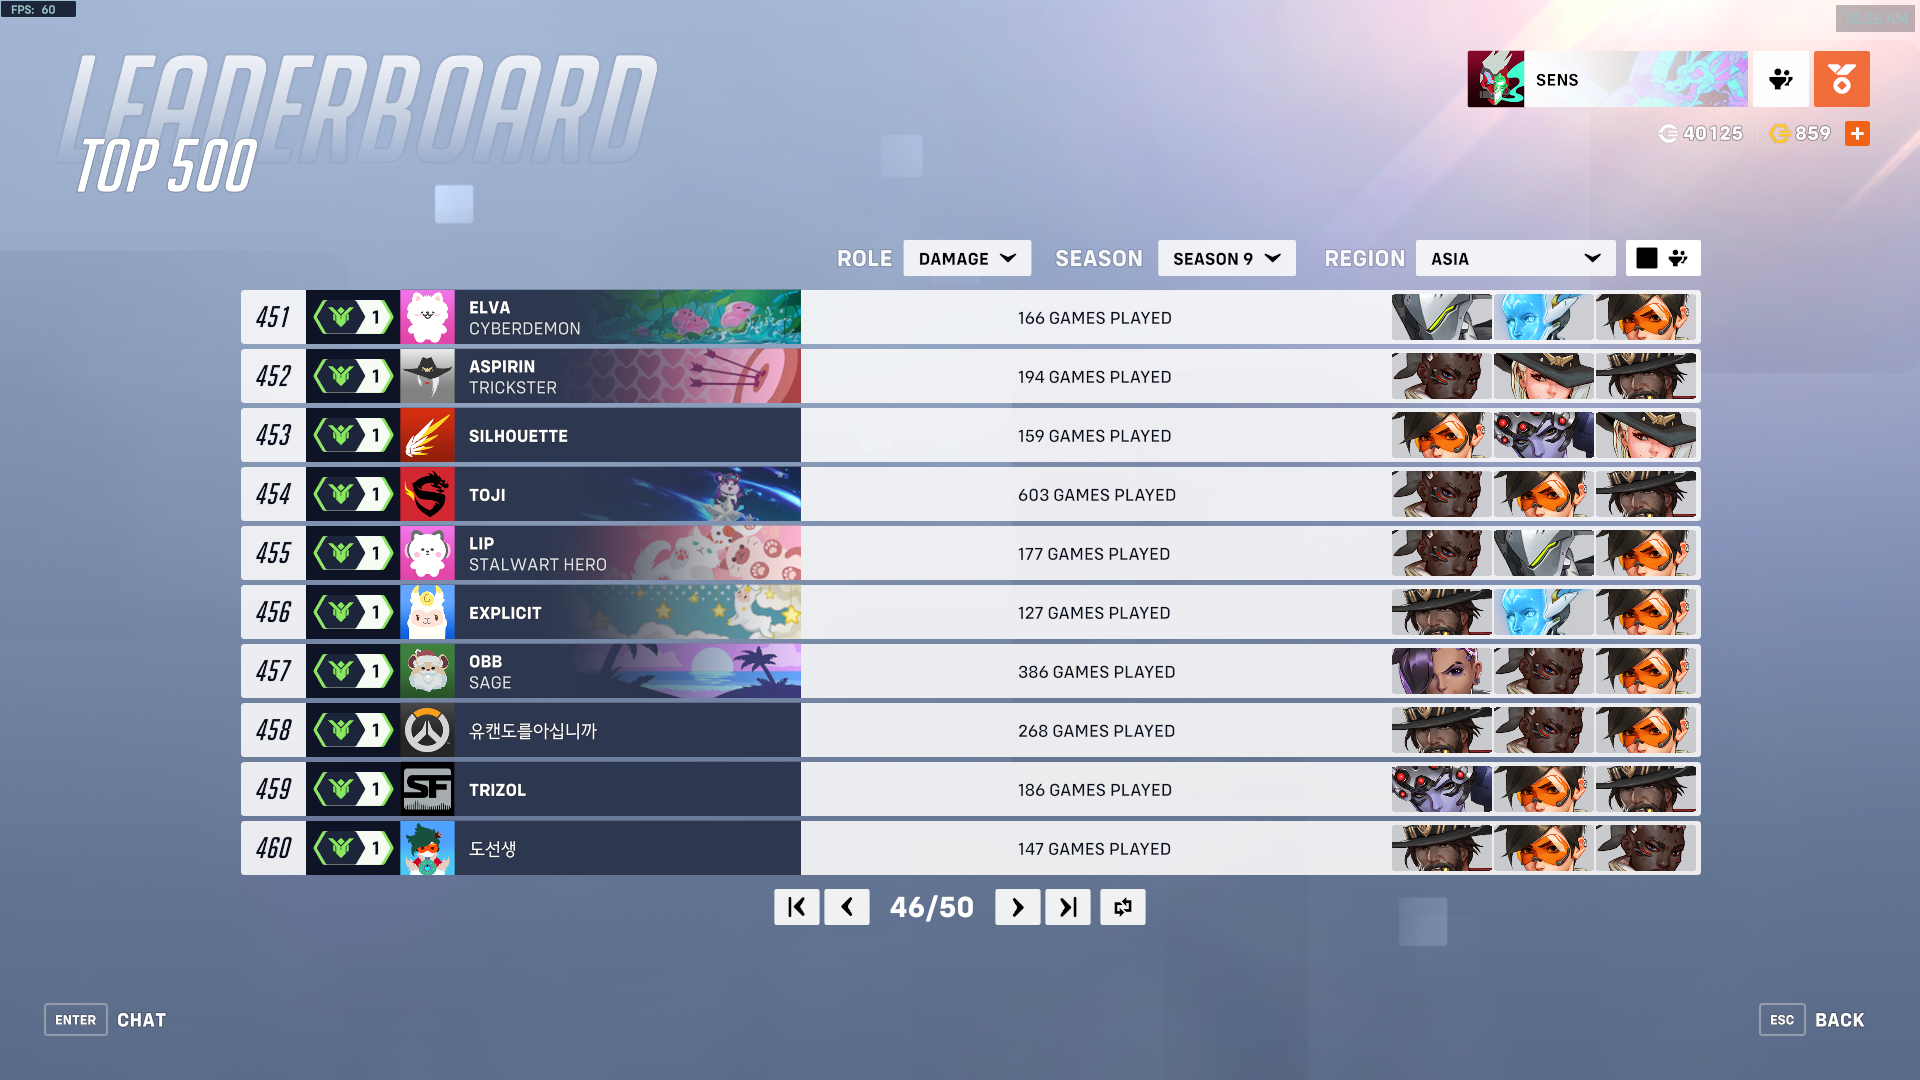 FPS: 60
10:25 AM
LEADERBOARD
TOP 500
SENS
40125
859
ROLE
DAMAGE
SEASON
SEASON 9
REGION
ASIA
451
1
ELVA
CYBERDEMON
166 GAMES PLAYED
452
1
ASPIRIN
TRICKSTER
194 GAMES PLAYED
453
1
SILHOUETTE
159 GAMES PLAYED
454
1
TOJI
603 GAMES PLAYED
455
1
LIP
STALWART HERO
177 GAMES PLAYED
456
1
EXPLICIT
127 GAMES PLAYED
457
1
OBB
SAGE
386 GAMES PLAYED
458
1
유캔도를아십니까
268 GAMES PLAYED
459
1
SF
TRIZOL
186 GAMES PLAYED
460
1
도선생
147 GAMES PLAYED
46/50
ENTER
CHAT
ESC
BACK